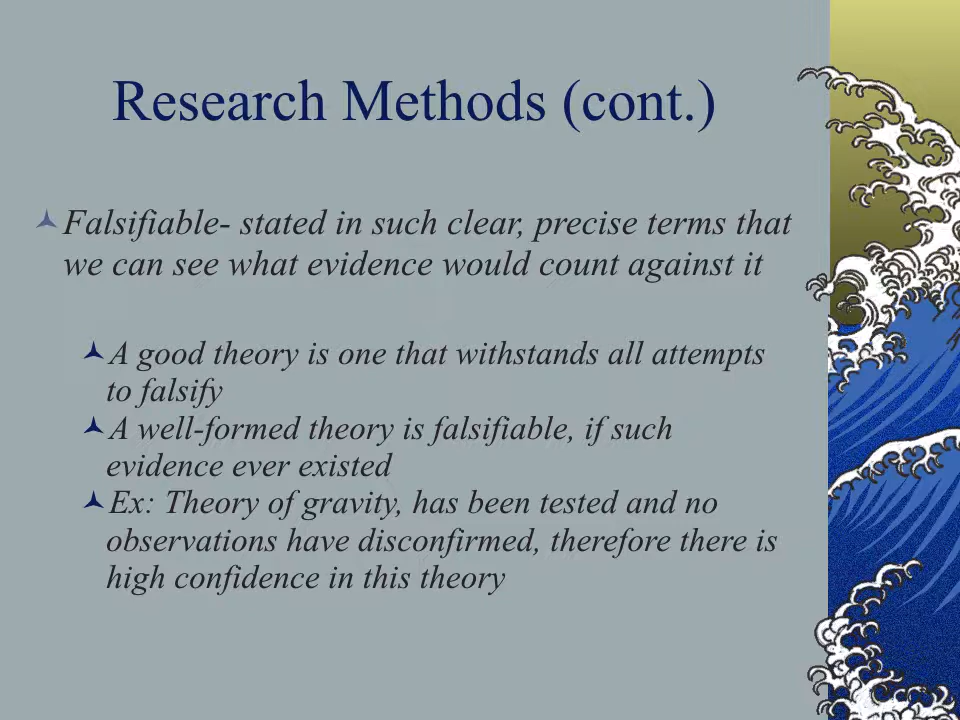 Research Methods (cont.)
Falsifiable- stated in such clear, precise terms that
we can see what evidence would count against it
A good theory is one that withstands all attempts
to falsify
A well-formed theory is falsifiable, if such
evidence ever existed
Ex: Theory of gravity, has been tested and no
observations have disconfirmed, therefore there is
high confidence in this theory